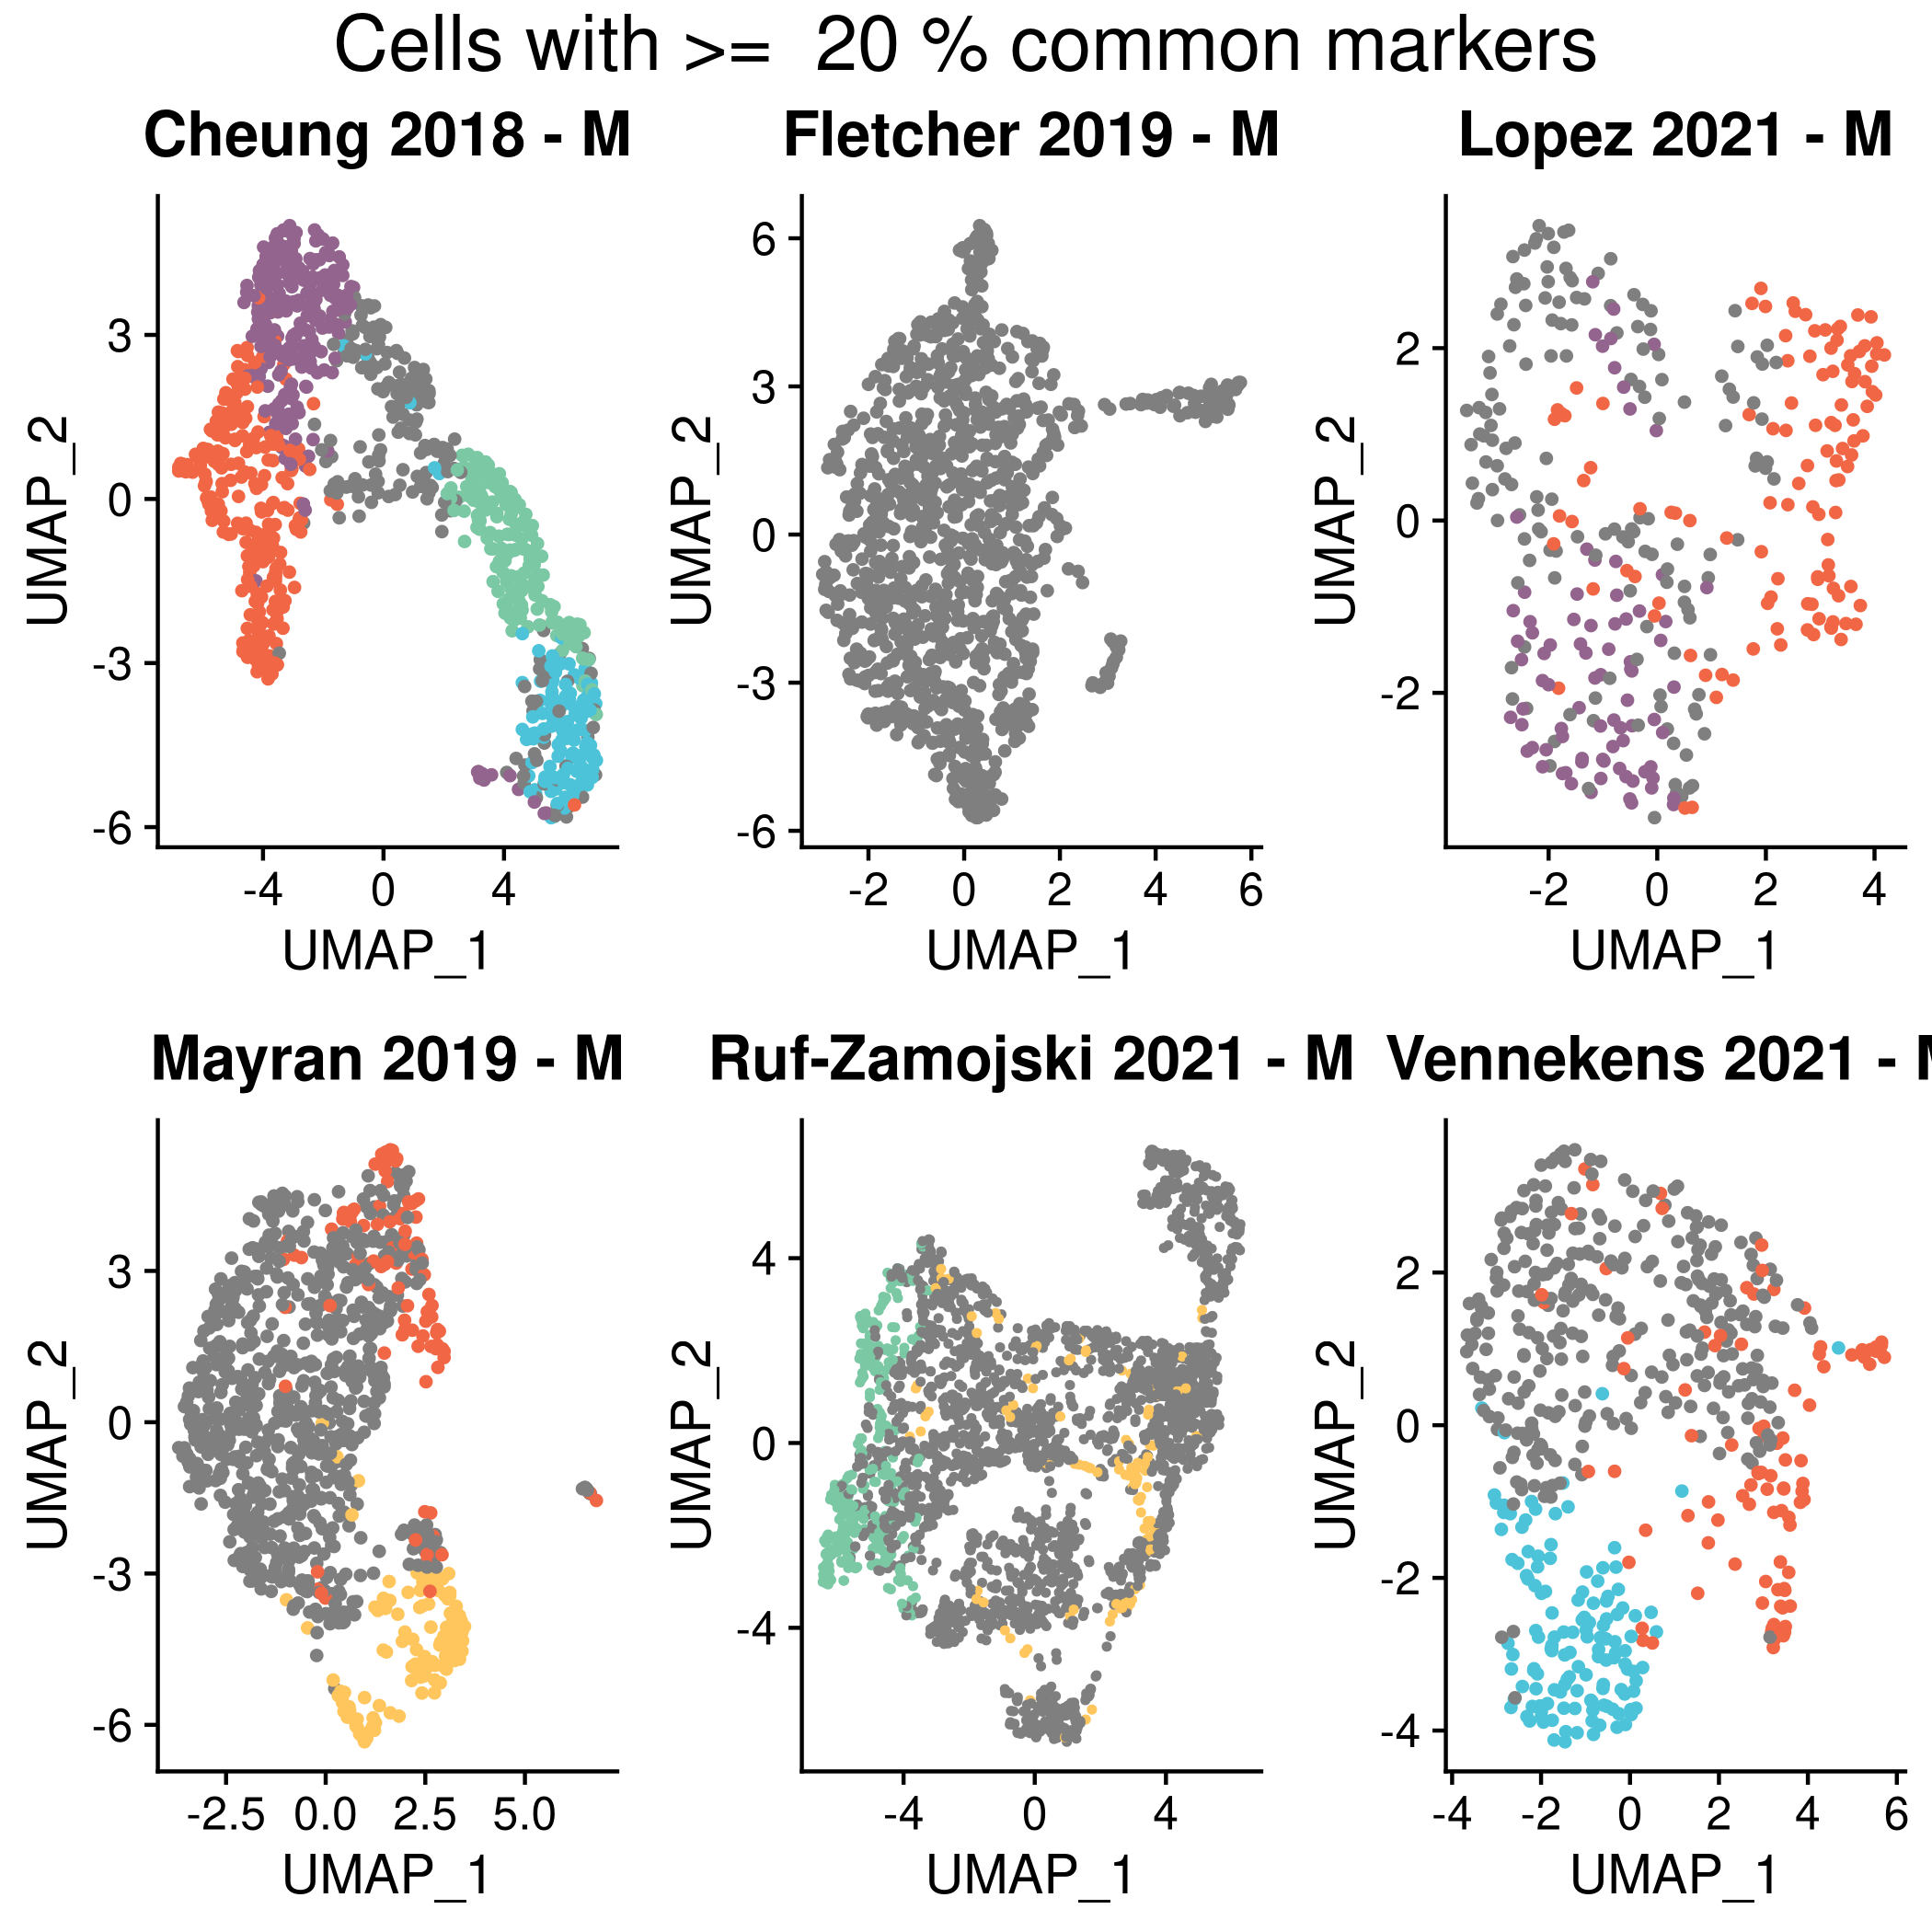 Cells with >= 20 % common markers
Cheung 2018 - M
Fletcher 2019 - M
Lopez 2021 - M
UMAP_2
3
0
-3
-6
-4
0
4
UMAP_1
UMAP_2
6
3
0
-3
-6
-2
0
2
4
6
UMAP_1
UMAP_2
2
0
-2
-2
0
2
4
UMAP_1
Mayran 2019 - M
Ruf-Zamojski 2021 - M
Vennekens 2021 - M
UMAP_2
3
0
-3
-6
-2.5
0.0
2.5
5.0
UMAP_1
UMAP_2
4
0
-4
-4
0
4
UMAP_1
UMAP_2
2
0
-2
-4
-4
-2
0
2
4
6
UMAP_1